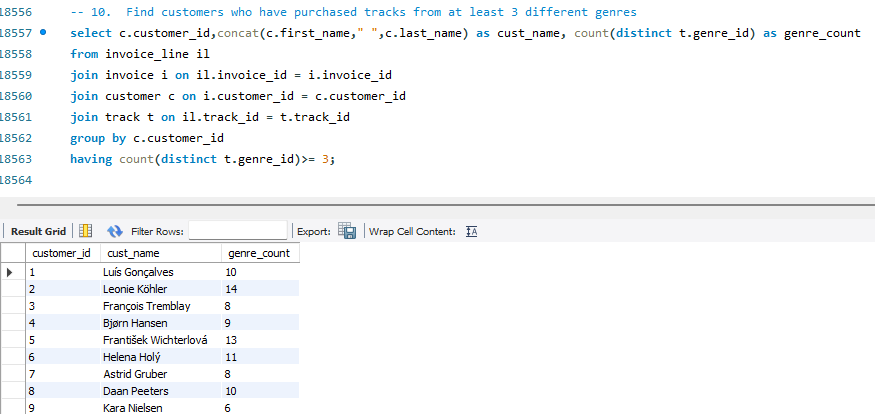 18556 -- 10.  Find customers who have purchased tracks from at least 3 different genres
18557 select c.customer_id,concat(c.first_name," ",c.last_name) as cust_name, count(distinct t.genre_id) as genre_count
18558 from invoice_line il
18559 join invoice i on il.invoice_id = i.invoice_id
18560 join customer c on i.customer_id = c.customer_id
18561 join track t on il.track_id = t.track_id
18562 group by c.customer_id
18563 having count(distinct t.genre_id)>= 3;
18564
Result Grid Filter Rows: Export: Wrap Cell Content:
customer_id cust_name genre_count
1 Luís Gonçalves 10
2 Leonie Köhler 14
3 François Tremblay 8
4 Bjørn Hansen 9
5 František Wichterlová 13
6 Helena Holý 11
7 Astrid Gruber 8
8 Daan Peeters 10
9 Kara Nielsen 6